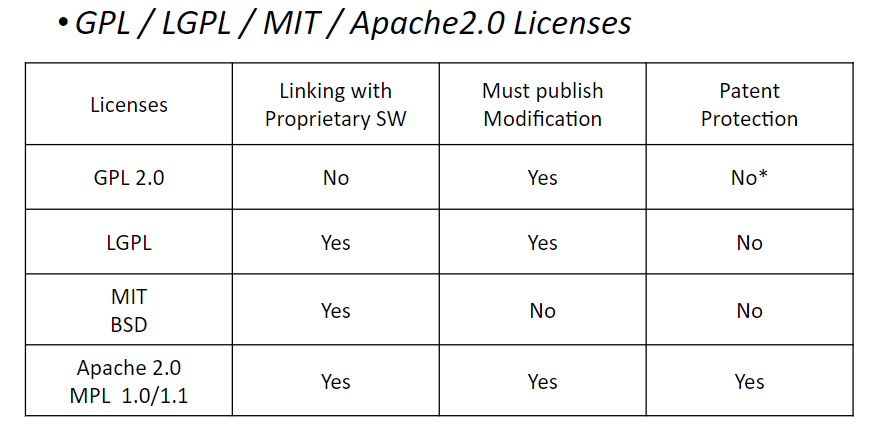 • GPL / LGPL / MIT / Apache2.0 Licenses
Licenses
Linking with
Proprietary SW
Must publish
Modification
Patent
Protection
GPL 2.0
No
Yes
No*
LGPL
Yes
Yes
No
MIT
BSD
Yes
No
No
Apache 2.0
MPL 1.0/1.1
Yes
Yes
Yes